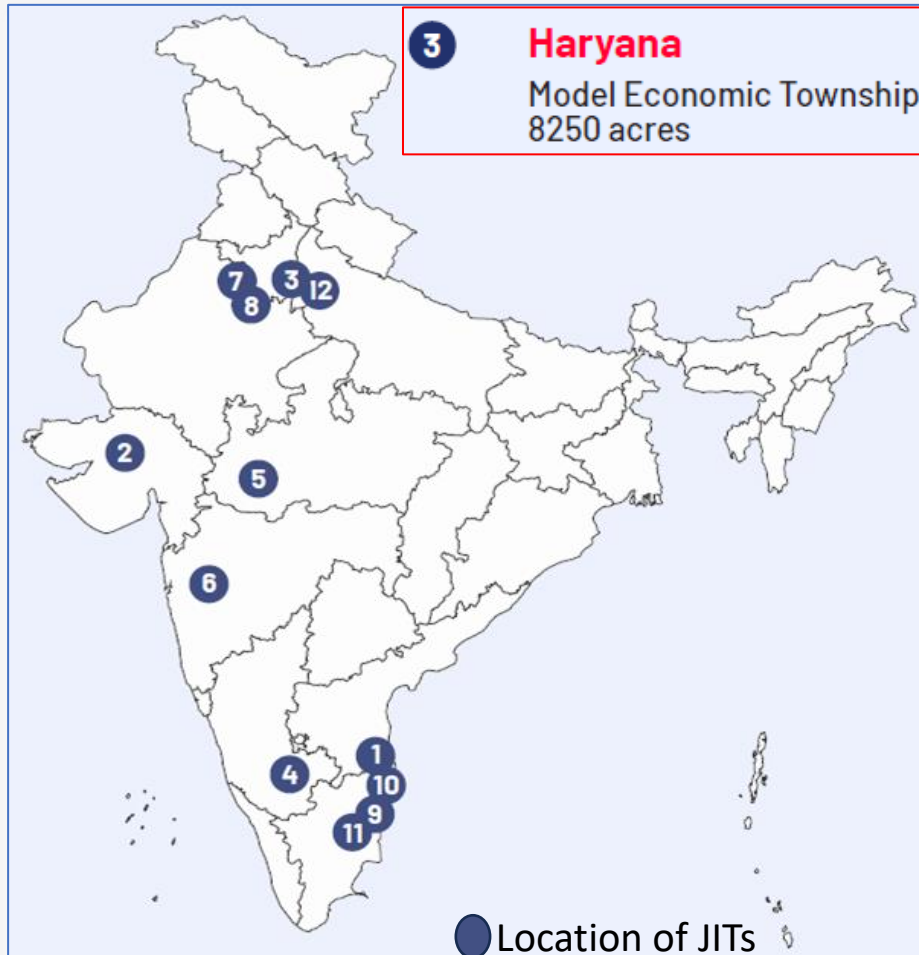 3 Haryana
Model Economic Township
8250 acres
7 3 12
8
2
5
6
1
4 10
9
11
Location of JITs